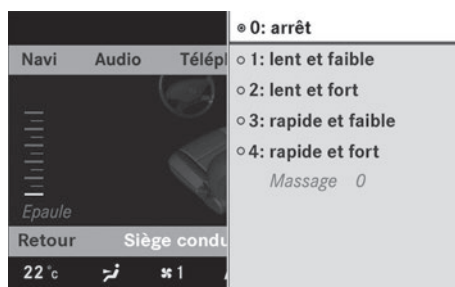 0: arrêt
Navi Audio Télépl
1: lent et faible
2: lent et fort
3: rapide et faible
4: rapide et fort
Massage 0
Epaule
Retour Siège condu
22 °c 1